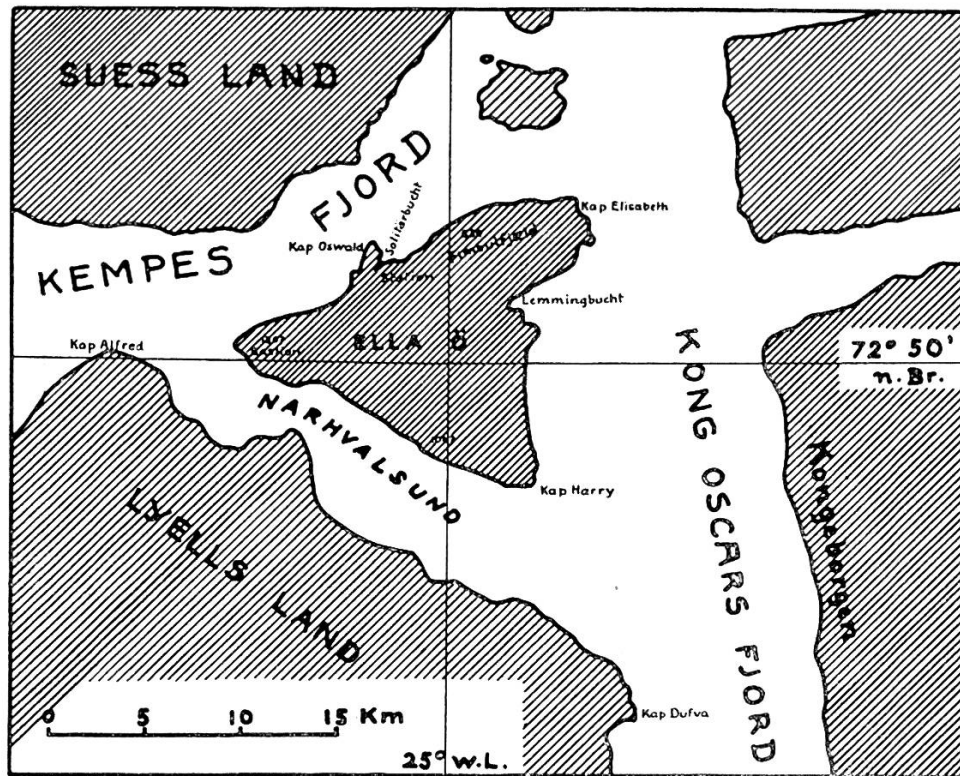 SUESS LAND
KEMPES FJORD
Kap Oswald
Solitärbucht
Station
Kap Elisabeth
Lemmingbucht
Kap Alfred
Bastion
ELLA Ö
72° 50'
n. Br.
NARHVALSUND
Kap Harry
KONG OSCARS FJORD
Kongeborgen
LYELLS LAND
Kap Dufva
0 5 10 15 Km
25° W.L.